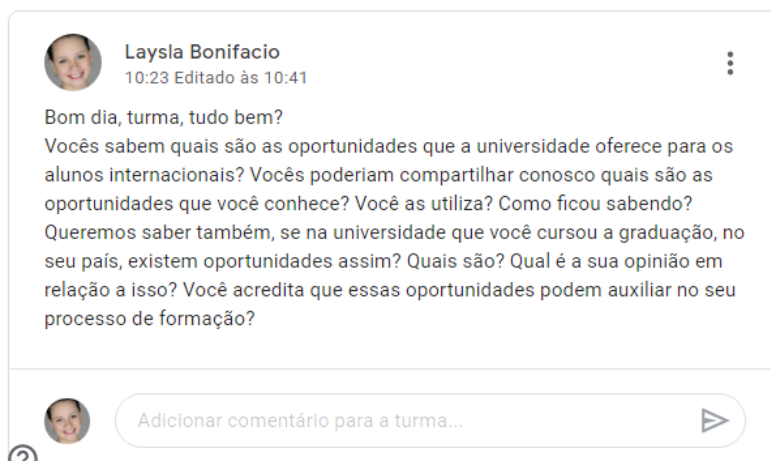 Laysla Bonifacio
10:23 Editado às 10:41
Bom dia, turma, tudo bem?
Vocês sabem quais são as oportunidades que a universidade oferece para os
alunos internacionais? Vocês poderiam compartilhar conosco quais são as
oportunidades que você conhece? Você as utiliza? Como ficou sabendo?
Queremos saber também, se na universidade que você cursou a graduação, no
seu país, existem oportunidades assim? Quais são? Qual é a sua opinião em
relação a isso? Você acredita que essas oportunidades podem auxiliar no seu
processo de formação?
Adicionar comentário para a turma...